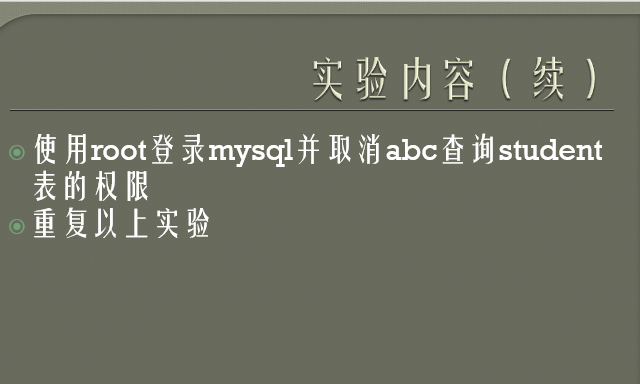 实验内容（续）
使用root登录mysql并取消abc查询student
表的权限
重复以上实验